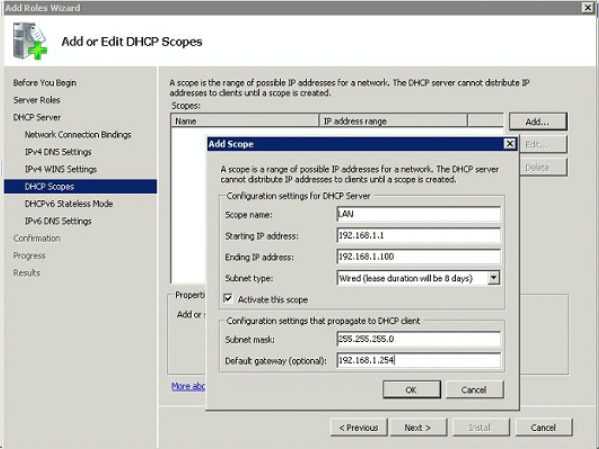 Add Roles Wizard
Add or Edit DHCP Scopes
Before You Begin
Server Roles
DHCP Server
Network Connection Bindings
IPv4 DNS Settings
IPv4 WINS Settings
DHCP Scopes
DHCPv6 Stateless Mode
IPv6 DNS Settings
Confirmation
Progress
Results
A scope is the range of possible IP addresses for a network. The DHCP server cannot distribute IP
addresses to clients until a scope is created.
Scopes:
Name IP address range
Add...
Edit...
Delete
Properti
Add or s
More abo
Add Scope
A scope is a range of possible IP addresses for a network. The DHCP server
cannot distribute IP addresses to clients until a scope is created.
Configuration settings for DHCP Server
Scope name: LAN
Starting IP address: 192.168.1.1
Ending IP address: 192.168.1.100
Subnet type: Wired (lease duration will be 8 days)
Activate this scope
Configuration settings that propagate to DHCP client
Subnet mask: 255.255.255.0
Default gateway (optional): 192.168.1.254
OK Cancel
< Previous Next > Install Cancel